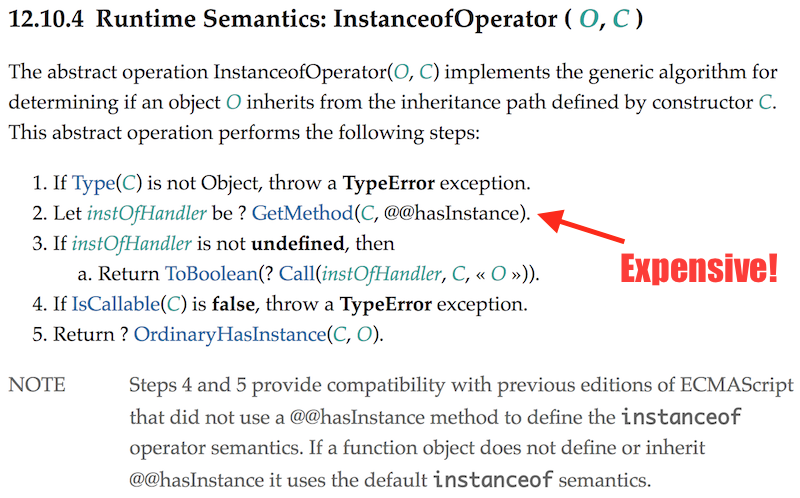 12.10.4 Runtime Semantics: InstanceofOperator ( O, C )
The abstract operation InstanceofOperator(O, C) implements the generic algorithm for
determining if an object O inherits from the inheritance path defined by constructor C.
This abstract operation performs the following steps:
1. If Type(C) is not Object, throw a TypeError exception.
2. Let instOfHandler be ? GetMethod(C, @@hasInstance).
3. If instOfHandler is not undefined, then
Expensive!
a. Return ToBoolean(? Call(instOfHandler, C, « O »)).
4. If IsCallable(C) is false, throw a TypeError exception.
5. Return ? OrdinaryHasInstance(C, O).
NOTE Steps 4 and 5 provide compatibility with previous editions of ECMAScript
that did not use a @@hasInstance method to define the instanceof
operator semantics. If a function object does not define or inherit
@@hasInstance it uses the default instanceof semantics.